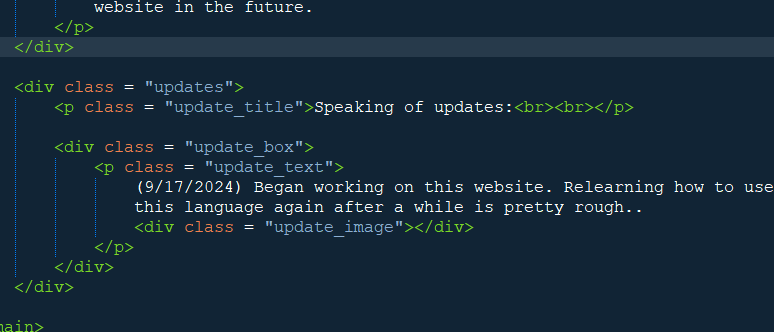 website in the future.
</p>
</div>
<div class = "updates">
<p class = "update_title">Speaking of updates:<br><br></p>
<div class = "update_box">
<p class = "update_text">
(9/17/2024) Began working on this website. Relearning how to use
this language again after a while is pretty rough..
<div class = "update_image"></div>
</p>
</div>
</div>
main>